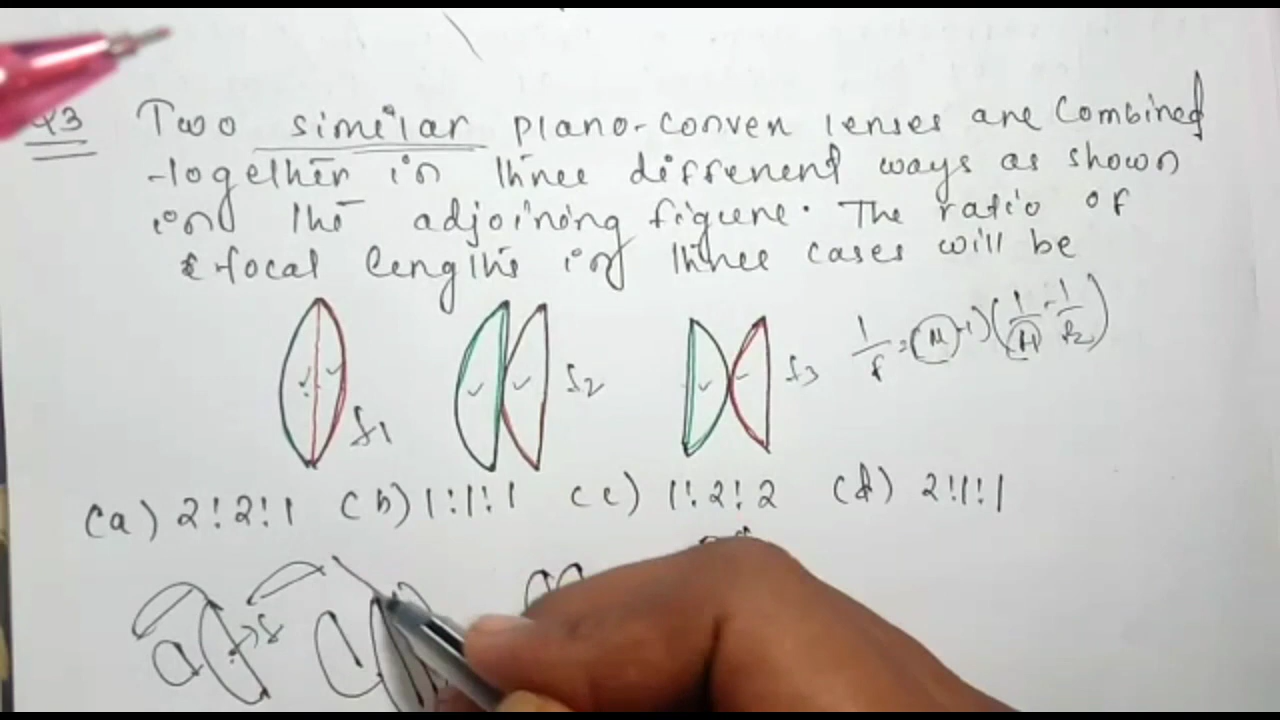 Q3 Two similar plano-conven lenses are combined
-together in three different ways as shown
in the adjoining figure. The ratio of
focal lengths in three cases will be
f1
f2
f3
1/f = (μ-1)(1/R1 - 1/R2)
(a) 2:2:1 (b) 1:1:1 (c) 1:2:2 (d) 2:1:1